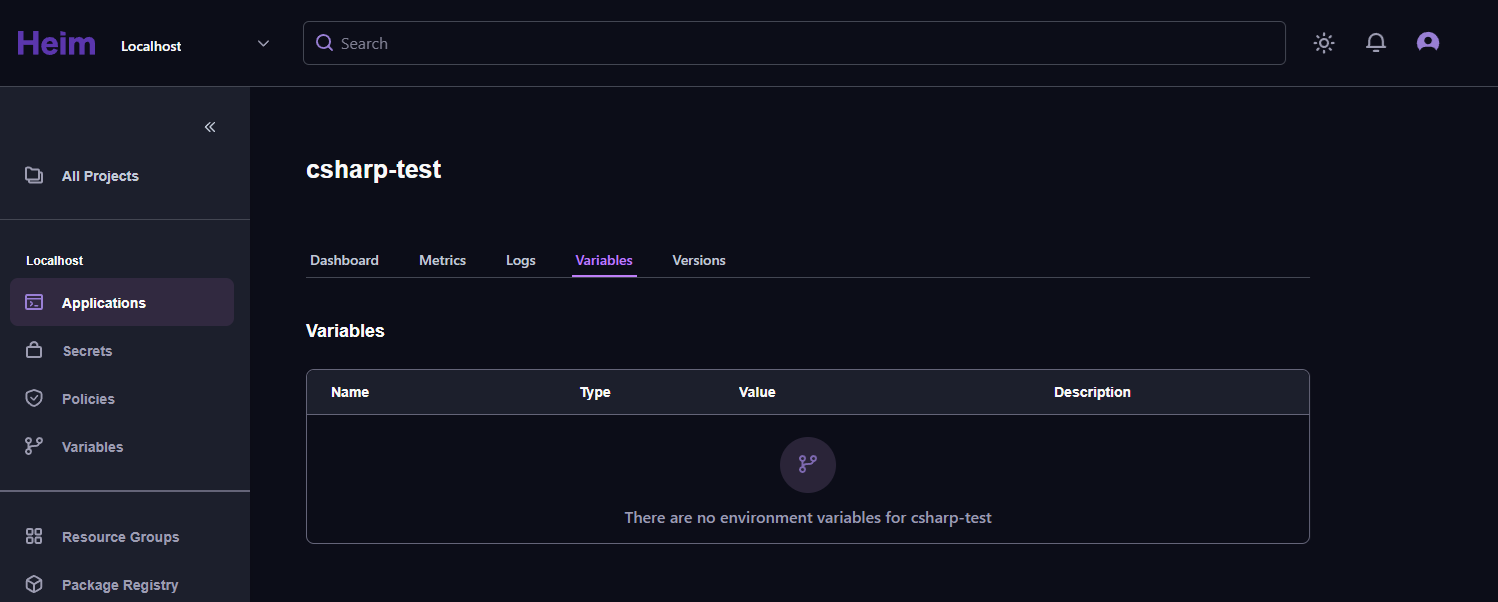 Heim
Localhost
Search
All Projects
Localhost
Applications
Secrets
Policies
Variables
Resource Groups
Package Registry
csharp-test
Dashboard Metrics Logs Variables Versions
Variables
Name Type Value Description
There are no environment variables for csharp-test